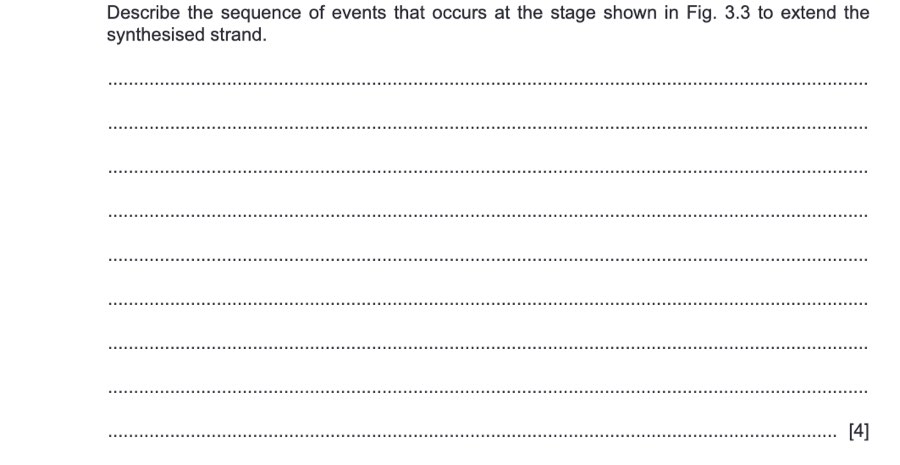 Describe the sequence of events that occurs at the stage shown in Fig. 3.3 to extend the
synthesised strand.
[4]